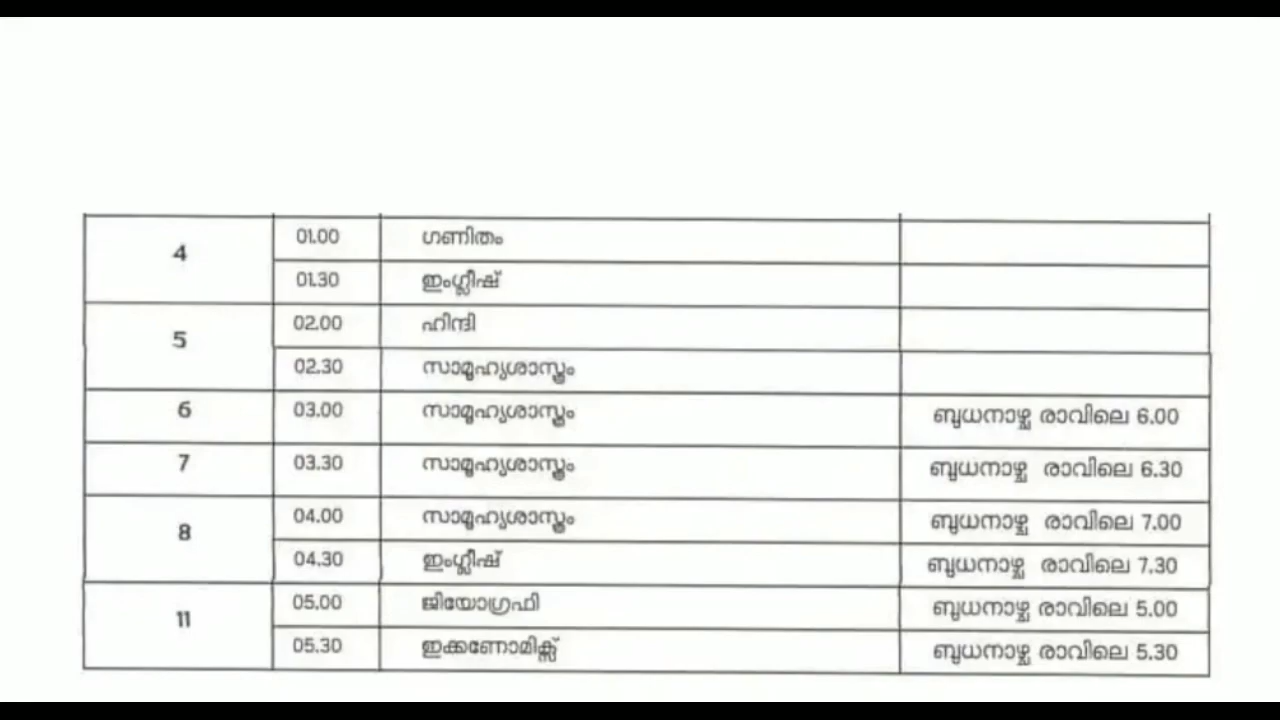 4
01.00 ഗണിതം
01.30 ഇംഗ്ലീഷ്
5
02.00 ഹിന്ദി
02.30 സാമൂഹ്യശാസ്ത്രം
6 03.00 സാമൂഹ്യശാസ്ത്രം ബുധനാഴ്ച രാവിലെ 6.00
7 03.30 സാമൂഹ്യശാസ്ത്രം ബുധനാഴ്ച രാവിലെ 6.30
8
04.00 സാമൂഹ്യശാസ്ത്രം ബുധനാഴ്ച രാവിലെ 7.00
04.30 ഇംഗ്ലീഷ് ബുധനാഴ്ച രാവിലെ 7.30
11
05.00 ജിയോഗ്രഫി ബുധനാഴ്ച രാവിലെ 5.00
05.30 ഇക്കണോമിക്സ് ബുധനാഴ്ച രാവിലെ 5.30